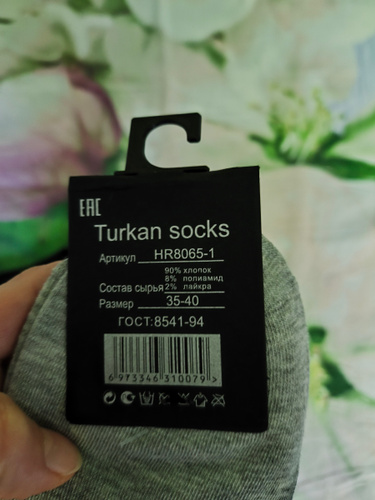 EAC
Turkan socks
Артикул HR8065-1
90% хлопок
8% полиамид
Состав сырья 2% лайкра
Размер 35-40
ГОСТ:8541-94
6 973346 310079 >